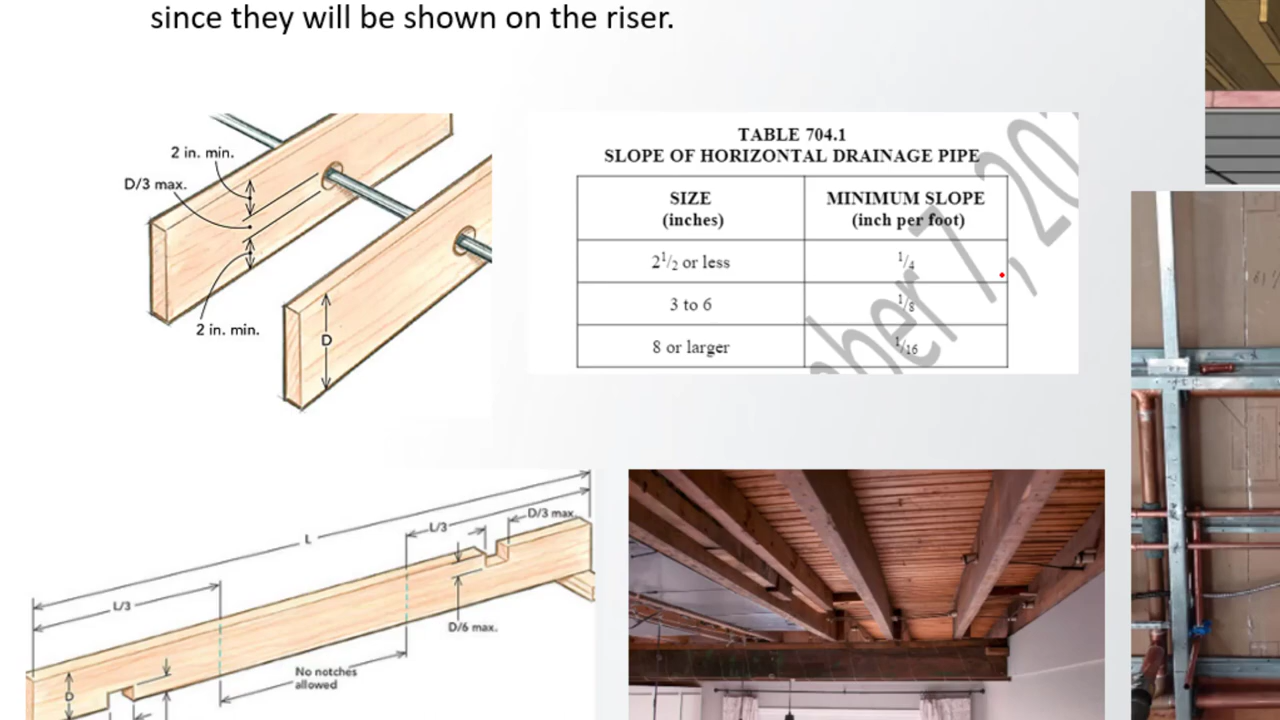 since they will be shown on the riser.
2 in. min.
D/3 max.
2 in. min.
D
TABLE 704.1
SLOPE OF HORIZONTAL DRAINAGE PIPE
SIZE
(inches)
MINIMUM SLOPE
(inch per foot)
2 1/2 or less
1/4
3 to 6
1/8
8 or larger
1/16
ber 7, 20
L
L/3
D/3 max.
L/3
D/6 max.
No notches
allowed
D